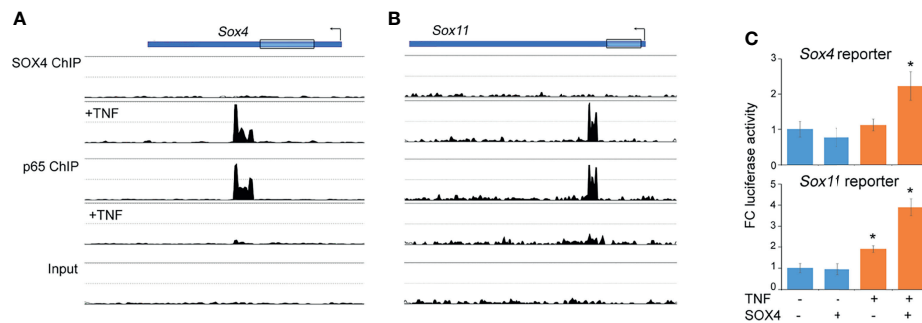 A
Sox4
SOX4 ChIP
+TNF
p65 ChIP
+TNF
Input
B
Sox11
C
Sox4 reporter
3
2
1
0
*
FC luciferase activity
Sox11 reporter
5
4
3
2
1
0
*
*
TNF - - + +
SOX4 - + - +